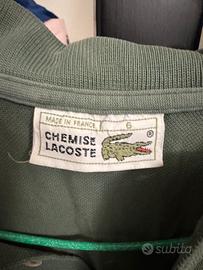 MADE IN FRANCE 6
CHEMISE
LACOSTE ®
subito